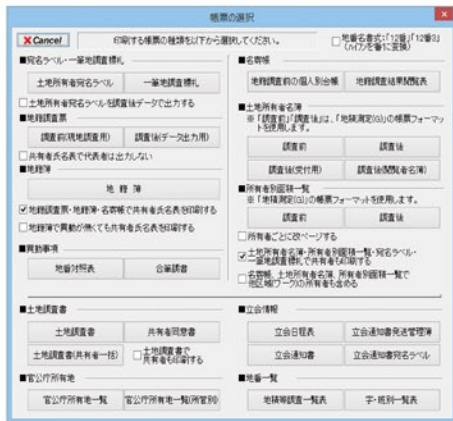 帳票の選択
Cancel
印刷する帳票の種類を以下から選択してください。
地番名書式:「12番」「12番3」
(ハイフンを番に変換)
■宛名ラベル・一筆地調査標札
土地所有者宛名ラベル
一筆地調査標札
土地所有者宛名ラベルを調査後データで出力する
■地籍調査票
調査前(現地調査用)
調査後(データ出力用)
共有者氏名表で代表者は出力しない
■地籍簿
地 籍 簿
地籍調査票・地籍簿・名寄帳で共有者氏名表を印刷する
地籍簿で異動が無くても共有者氏名表を印刷する
■異動事項
地番対照表
合筆調書
■名寄帳
地籍調査前の個人別台帳
地籍調査結果閲覧表
■土地所有者名簿
※「調査前」「調査後」は、「地積測定(G)」の帳票フォーマッ
トを使用します。
調査前
調査後
調査後(受付用)
調査後(閲覧者名簿)
■所有者別面積一覧
※「地積測定(G)」の帳票フォーマットを使用します。
調査前
調査後
所有者ごとに改ページする
土地所有者名簿・所有者別面積一覧・宛名ラベル・
一筆地調査標札で共有者も印刷する
名寄帳、土地所有者名簿、所有者別面積一覧で
他区域(ワーク)の所有者も含める
■土地調査書
土地調査書
共有者同意書
土地調査書(共有者一括)
土地調査書で
共有者も印刷する
■官公庁所有地
官公庁所有地一覧
官公庁所有地一覧(所管別)
■立会情報
立会日程表
立会通知書発送管理簿
立会通知書
立会通知書宛名ラベル
■地番一覧
地積等調査一覧表
字・班別一覧表